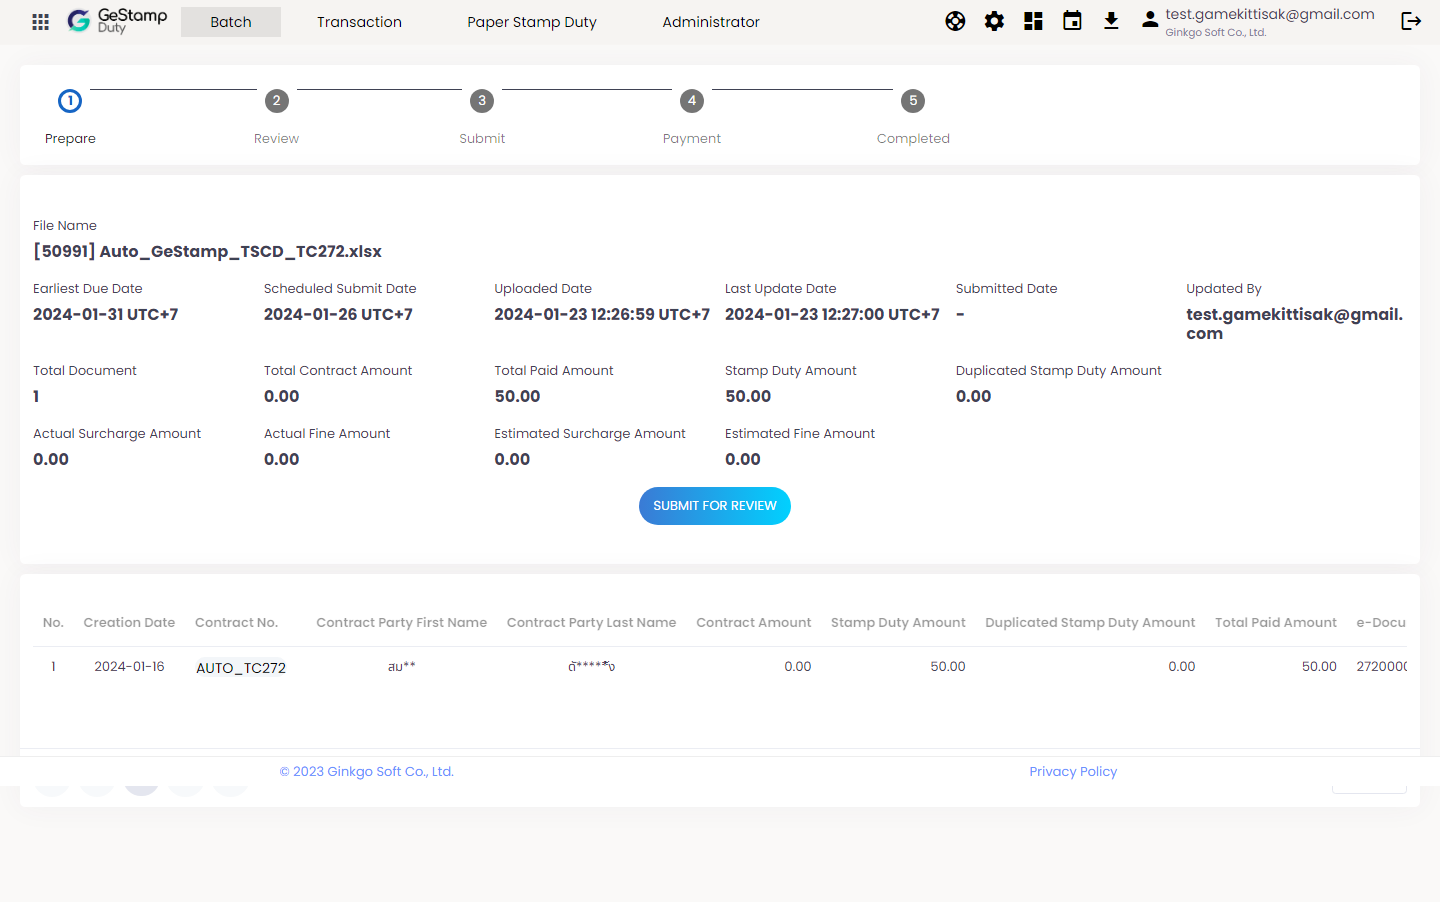 GeStamp
Duty
Batch
Transaction
Paper Stamp Duty
Administrator
test.gamekittisak@gmail.com
Ginkgo Soft Co., Ltd.
1
2
3
4
5
Prepare
Review
Submit
Payment
Completed
File Name
[50991] Auto_GeStamp_TSCD_TC272.xlsx
Earliest Due Date
Scheduled Submit Date
Uploaded Date
Last Update Date
Submitted Date
Updated By
2024-01-31 UTC+7
2024-01-26 UTC+7
2024-01-23 12:26:59 UTC+7
2024-01-23 12:27:00 UTC+7
-
test.gamekittisak@gmail.
com
Total Document
Total Contract Amount
Total Paid Amount
Stamp Duty Amount
Duplicated Stamp Duty Amount
1
0.00
50.00
50.00
0.00
Actual Surcharge Amount
Actual Fine Amount
Estimated Surcharge Amount
Estimated Fine Amount
0.00
0.00
0.00
0.00
SUBMIT FOR REVIEW
No. Creation Date Contract No. Contract Party First Name Contract Party Last Name Contract Amount Stamp Duty Amount Duplicated Stamp Duty Amount Total Paid Amount e-Docu
1 2024-01-16 AUTO_TC272 สม** 0.00 50.00 0.00 50.00 272000
© 2023 Ginkgo Soft Co., Ltd.
Privacy Policy